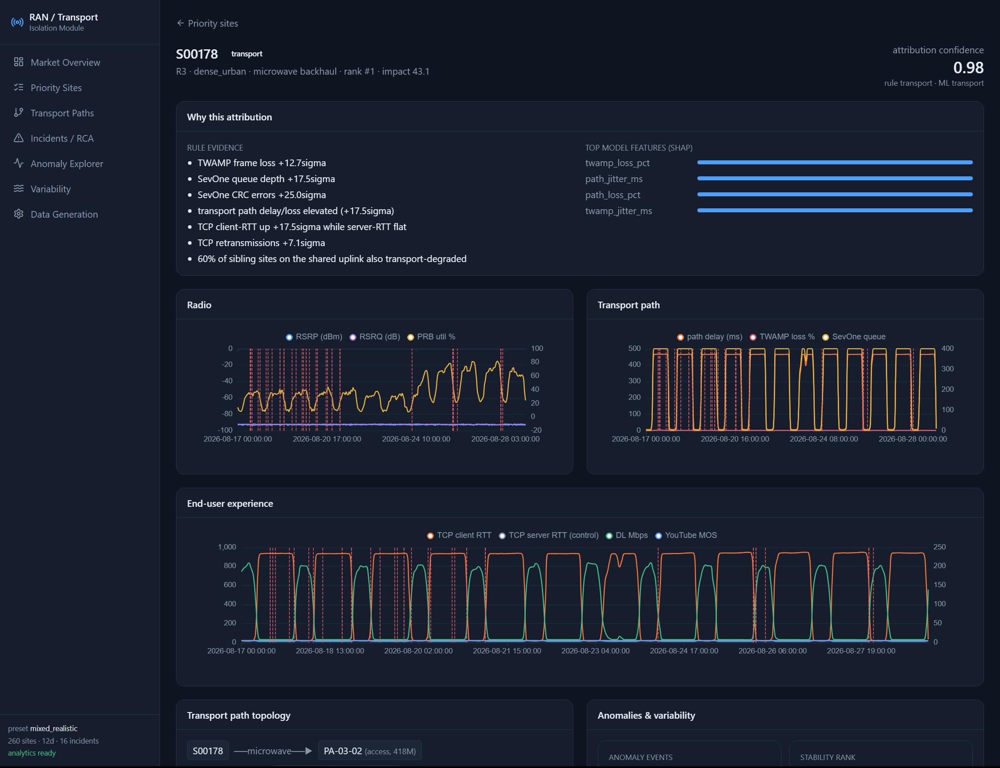 RAN / Transport
Isolation Module
Market Overview
Priority Sites
Transport Paths
Incidents / RCA
Anomaly Explorer
Variability
Data Generation
preset mixed_realistic
260 sites · 12d · 16 incidents
analytics ready
← Priority sites
S00178 transport
R3 · dense_urban · microwave backhaul · rank #1 · impact 43.1
attribution confidence
0.98
rule transport · ML transport
Why this attribution
RULE EVIDENCE
• TWAMP frame loss +12.7sigma
• SevOne queue depth +17.5sigma
• SevOne CRC errors +25.0sigma
• transport path delay/loss elevated (+17.5sigma)
• TCP client-RTT up +17.5sigma while server-RTT flat
• TCP retransmissions +7.1sigma
• 60% of sibling sites on the shared uplink also transport-degraded
TOP MODEL FEATURES (SHAP)
twamp_loss_pct
path_jitter_ms
path_loss_pct
twamp_jitter_ms
Radio
RSRP (dBm) RSRQ (dB) PRB util %
0 100
-20 80
-40 60
-60 40
-80 20
-100 0
-20
2026-08-17 00:00:00 2026-08-20 17:00:00 2026-08-24 10:00:00 2026-08-28 03:00:00
Transport path
path delay (ms) TWAMP loss % SevOne queue
500 400
400 300
300 200
200 100
100 0
0
2026-08-17 00:00:00 2026-08-20 16:00:00 2026-08-24 08:00:00 2026-08-28 00:00:00
End-user experience
TCP client RTT TCP server RTT (control) DL Mbps YouTube MOS
1,000 250
800 200
600 150
400 100
200 50
0 0
2026-08-17 00:00:00 2026-08-18 13:00:00 2026-08-20 02:00:00 2026-08-21 15:00:00 2026-08-23 04:00:00 2026-08-24 17:00:00 2026-08-26 06:00:00 2026-08-27 19:00:00
Transport path topology
S00178 microwave PA-03-02 (access, 418M)
Anomalies & variability
ANOMALY EVENTS
STABILITY RANK